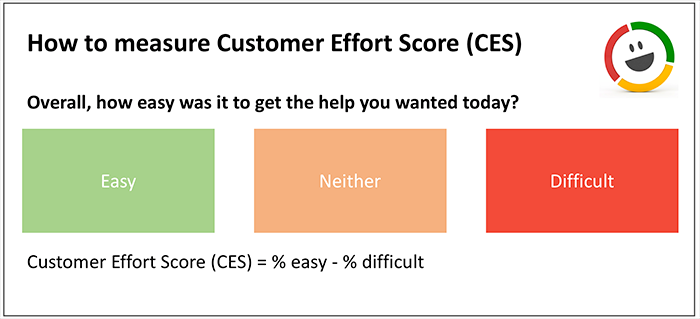 How to measure Customer Effort Score (CES)
Overall, how easy was it to get the help you wanted today?
Easy
Neither
Difficult
Customer Effort Score (CES) = % easy - % difficult